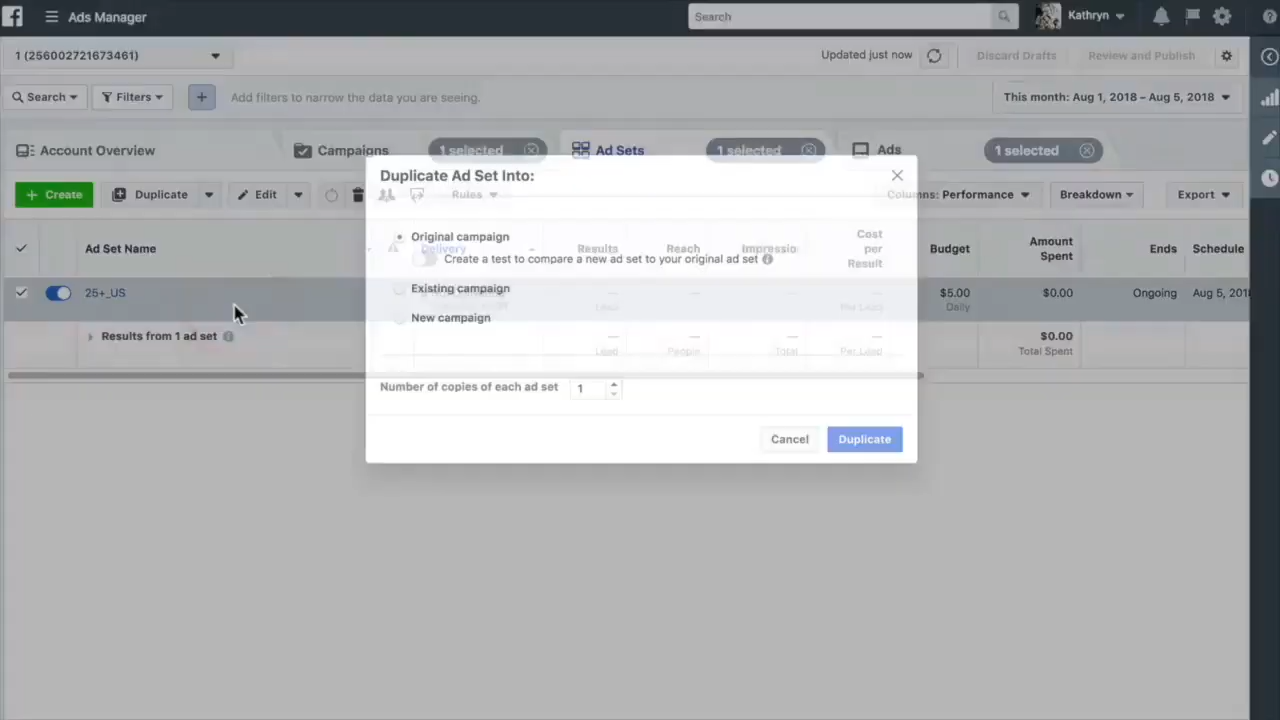 Ads Manager
Search
Kathryn
1 (256002721673461)
Updated just now
Discard Drafts
Review and Publish
Search
Filters
Add filters to narrow the data you are seeing.
This month: Aug 1, 2018 – Aug 5, 2018
Account Overview
Campaigns
1 selected
Ad Sets
1 selected
Ads
1 selected
Duplicate Ad Set Into:
Create
Duplicate
Edit
Rules
Columns: Performance
Breakdown
Export
Original campaign
Ad Set Name
Delivery
Results
Reach
Impressio
Cost per Result
Budget
Amount Spent
Ends
Schedule
Create a test to compare a new ad set to your original ad set
Existing campaign
25+_US
$5.00
Daily
$0.00
Ongoing
Aug 5, 201
Lead
Per Lead
New campaign
Results from 1 ad set
Lead
People
Total
Per Lead
$0.00
Total Spent
Number of copies of each ad set
1
Cancel
Duplicate